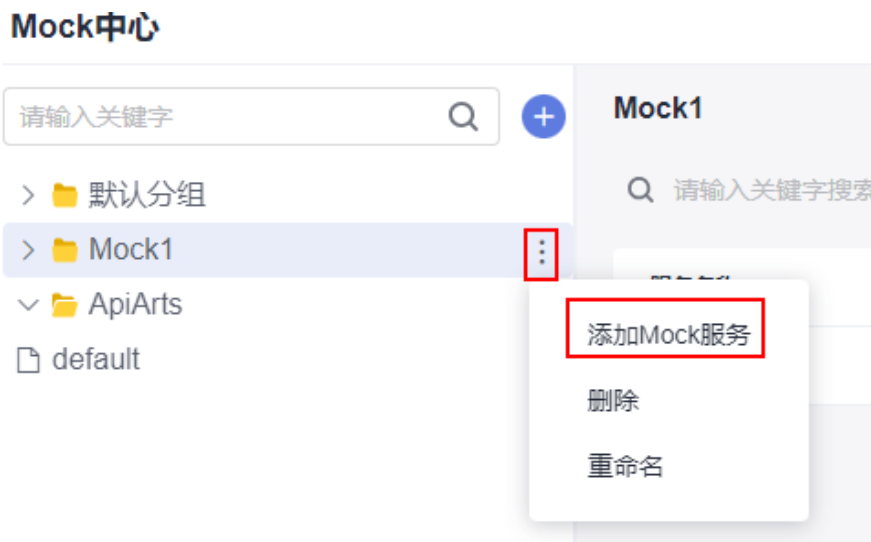 Mock中心
请输入关键字
Mock1
默认分组
请输入关键字搜索
Mock1
ApiArts
添加Mock服务
default
删除
重命名